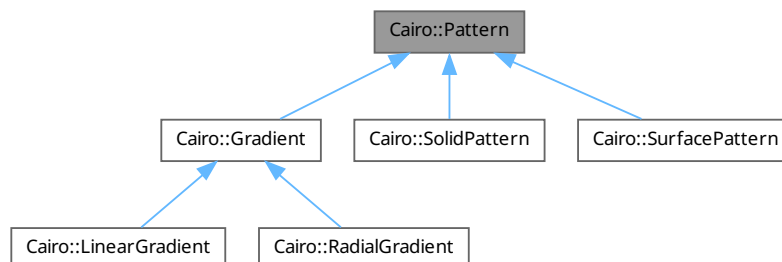 Cairo::Pattern
Cairo::Gradient
Cairo::SolidPattern
Cairo::SurfacePattern
Cairo::LinearGradient
Cairo::RadialGradient